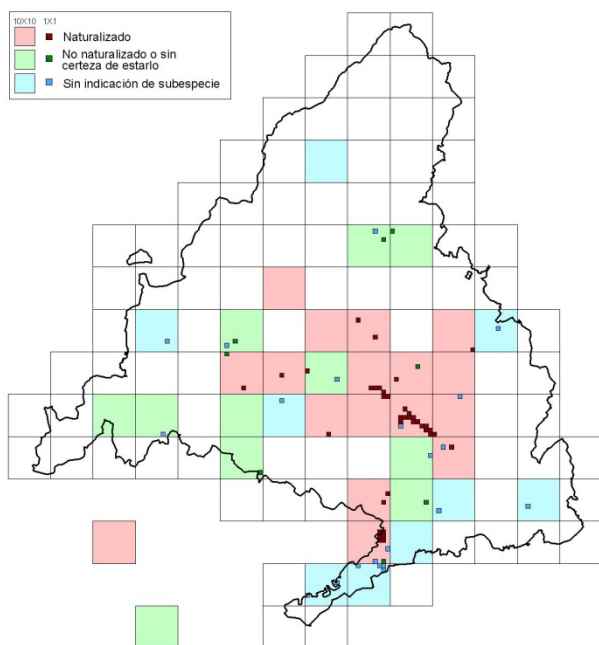 10X10 1X1
Naturalizado
No naturalizado o sin
certeza de estarlo
Sin indicación de subespecie